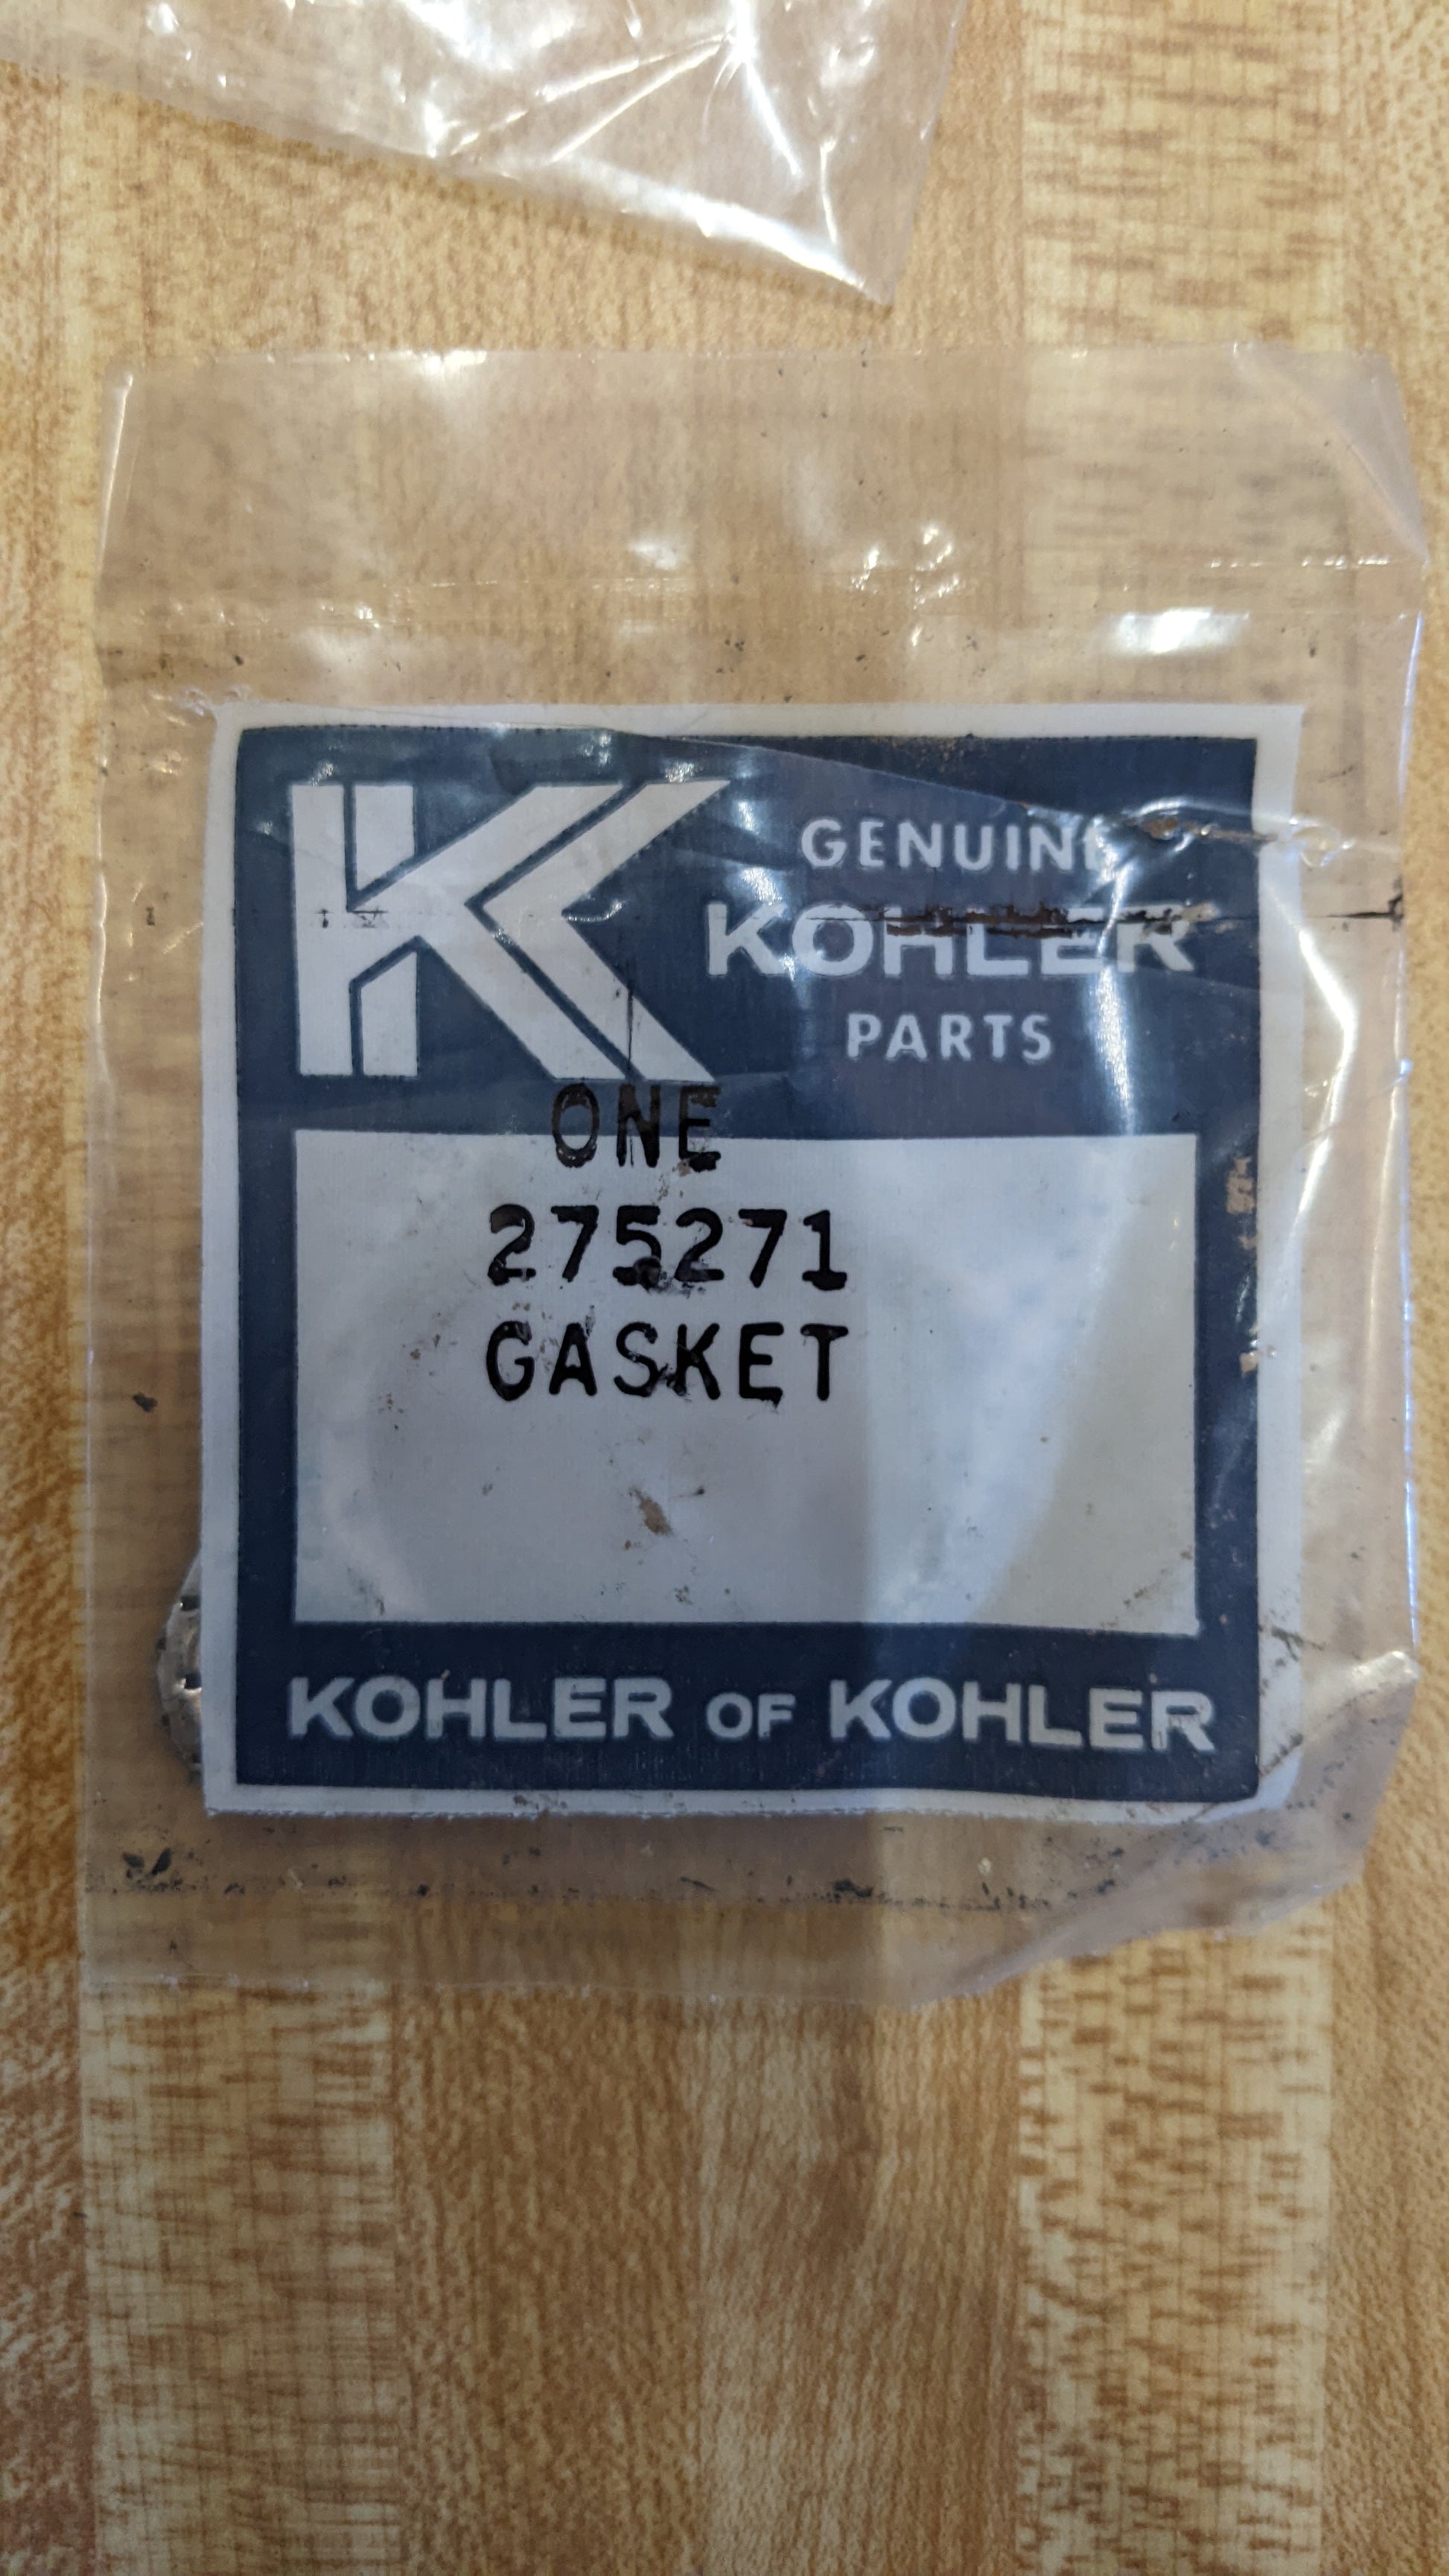 GENUINE
KOHLER
PARTS
ONE
275271
GASKET
KOHLER OF KOHLER